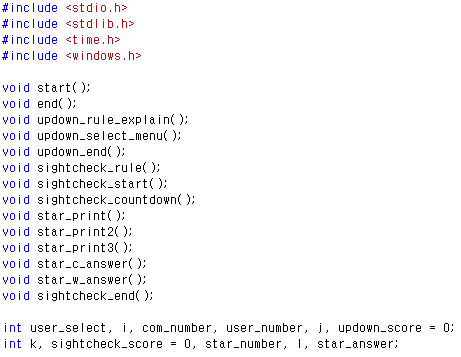 #include <stdio.h>
#include <stdlib.h>
#include <time.h>
#include <windows.h>
void start();
void end();
void updown_rule_explain();
void updown_select_menu();
void updown_end();
void sightcheck_rule();
void sightcheck_start();
void sightcheck_countdown();
void star_print();
void star_print2();
void star_print3();
void star_c_answer();
void star_w_answer();
void sightcheck_end();
int user_select, i, com_number, user_number, j, updown_score = 0;
int k, sightcheck_score = 0, star_number, l, star_answer;